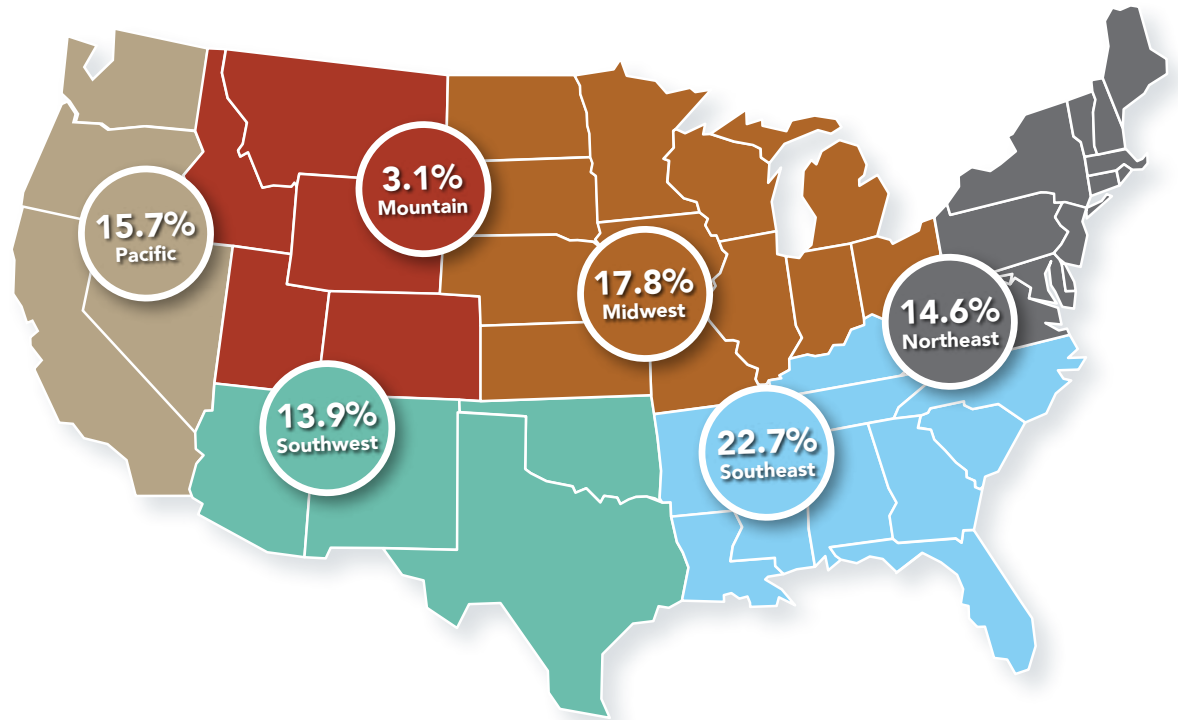 3.1%
Mountain
15.7%
Pacific
17.8%
Midwest
14.6%
Northeast
13.9%
Southwest
22.7%
Southeast